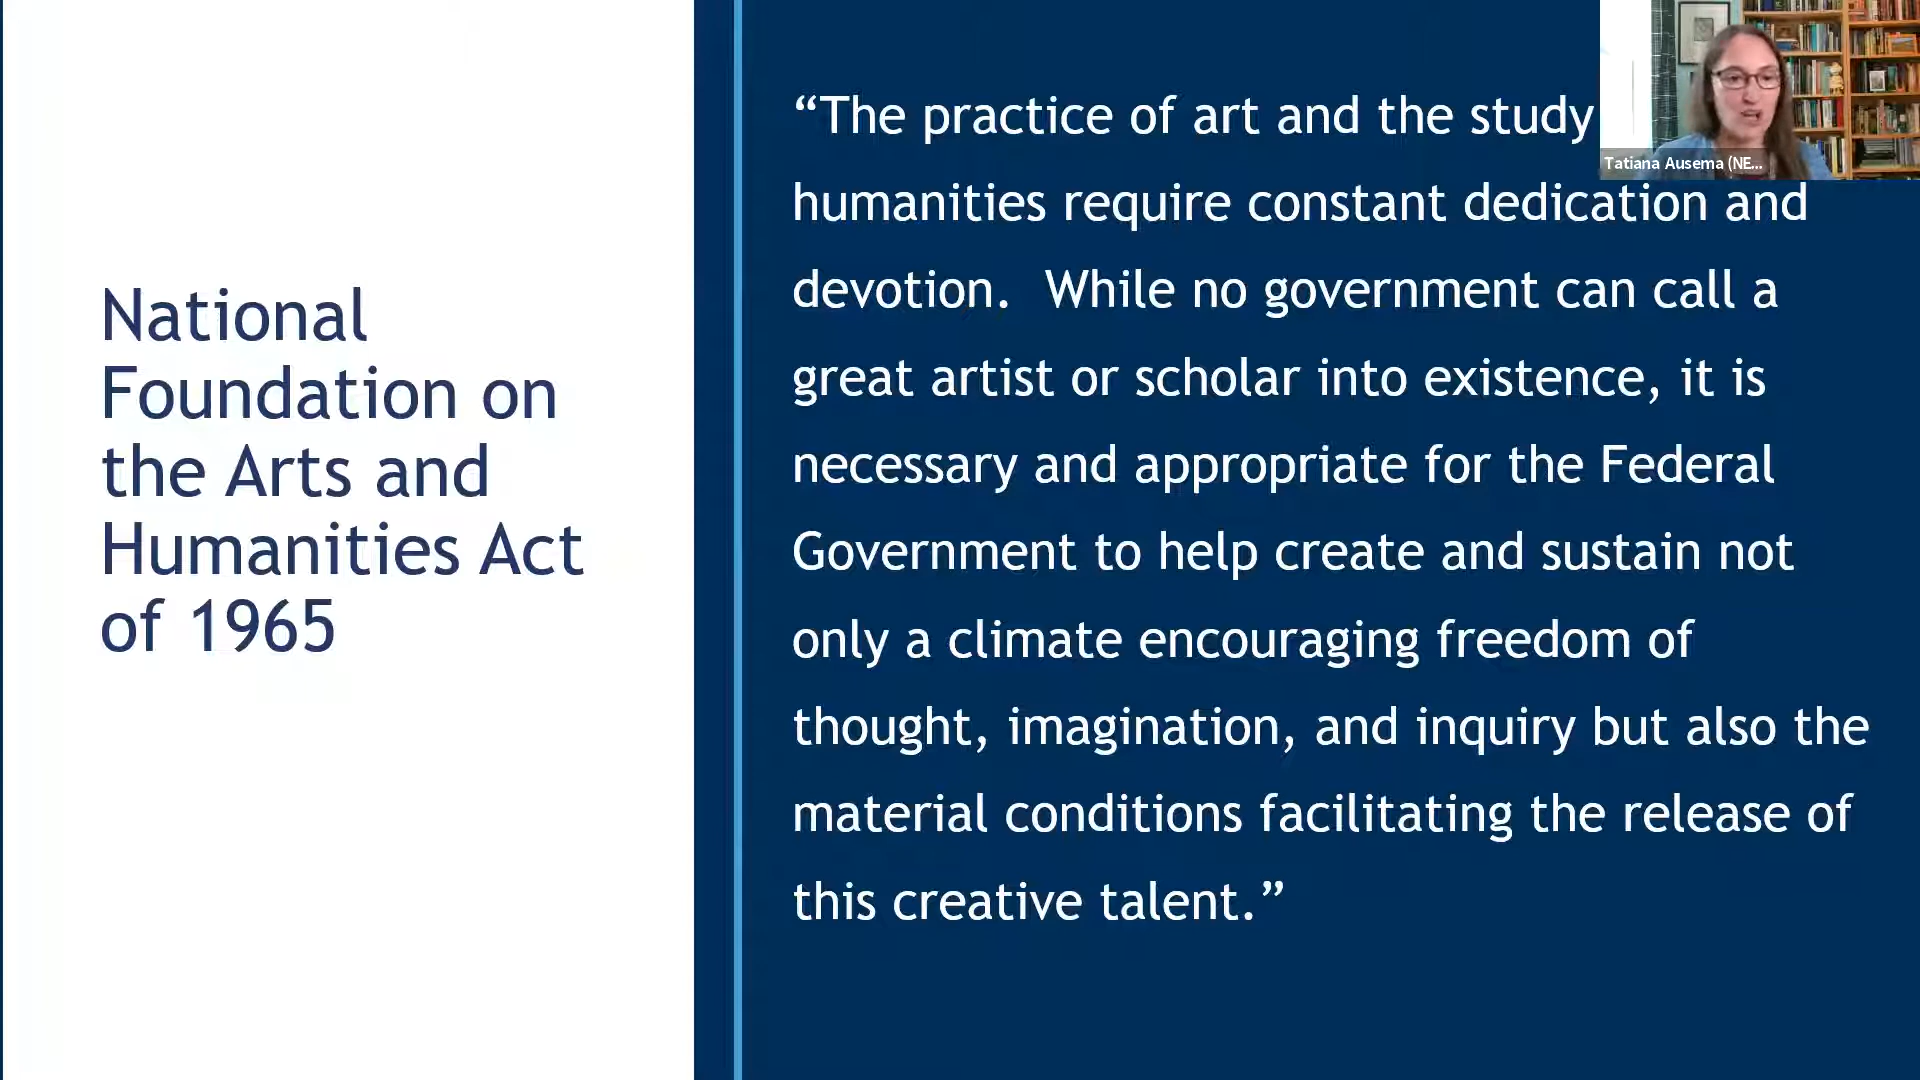 National
Foundation on
the Arts and
Humanities Act
of 1965
“The practice of art and the study
humanities require constant dedication and
devotion.  While no government can call a
great artist or scholar into existence, it is
necessary and appropriate for the Federal
Government to help create and sustain not
only a climate encouraging freedom of
thought, imagination, and inquiry but also the
material conditions facilitating the release of
this creative talent.”
Tatiana Ausema (NE...